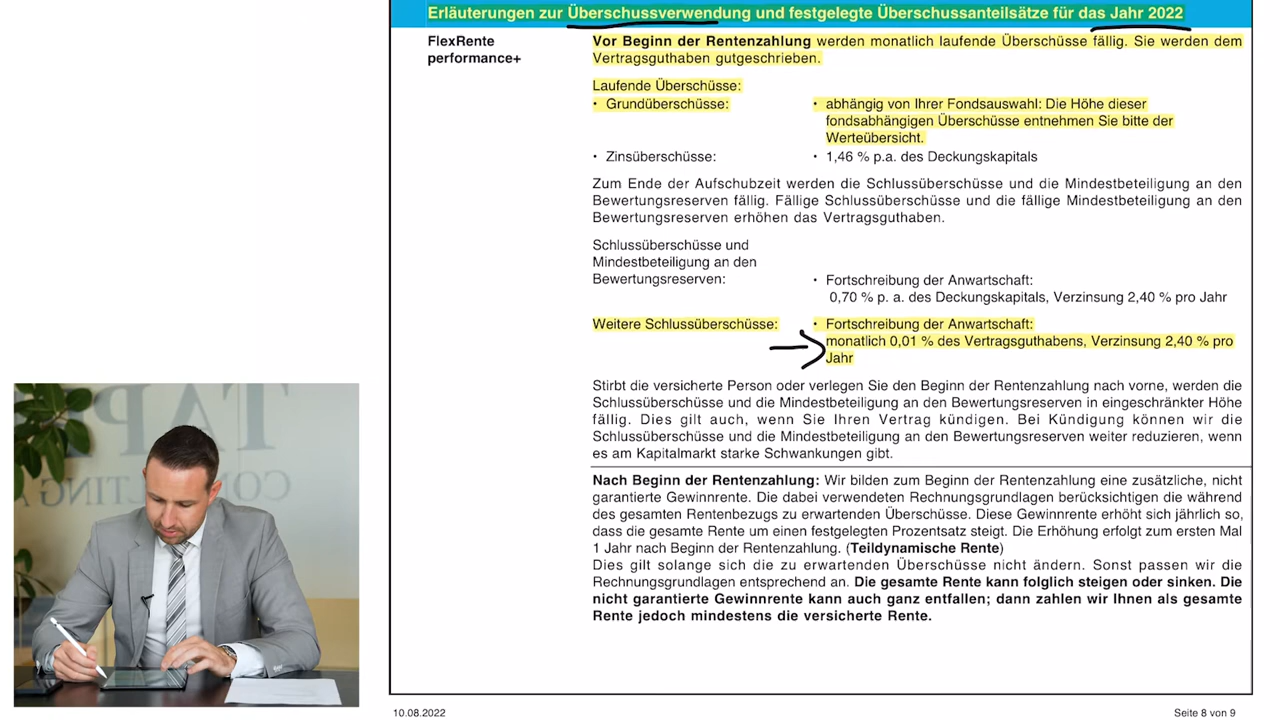 Erläuterungen zur Überschussverwendung und festgelegte Überschussanteilsätze für das Jahr 2022
FlexRente
performance+
Vor Beginn der Rentenzahlung werden monatlich laufende Überschüsse fällig. Sie werden dem
Vertragsguthaben gutgeschrieben.
Laufende Überschüsse:
• Grundüberschüsse:
• abhängig von Ihrer Fondsauswahl: Die Höhe dieser
fondsabhängigen Überschüsse entnehmen Sie bitte der
Werteübersicht.
• Zinsüberschüsse:
• 1,46 % p.a. des Deckungskapitals
Zum Ende der Aufschubzeit werden die Schlussüberschüsse und die Mindestbeteiligung an den
Bewertungsreserven fällig. Fällige Schlussüberschüsse und die fällige Mindestbeteiligung an den
Bewertungsreserven erhöhen das Vertragsguthaben.
Schlussüberschüsse und
Mindestbeteiligung an den
Bewertungsreserven:
• Fortschreibung der Anwartschaft:
0,70 % p. a. des Deckungskapitals, Verzinsung 2,40 % pro Jahr
Weitere Schlussüberschüsse:
• Fortschreibung der Anwartschaft:
monatlich 0,01 % des Vertragsguthabens, Verzinsung 2,40 % pro
Jahr
Stirbt die versicherte Person oder verlegen Sie den Beginn der Rentenzahlung nach vorne, werden die
Schlussüberschüsse und die Mindestbeteiligung an den Bewertungsreserven in eingeschränkter Höhe
fällig. Dies gilt auch, wenn Sie Ihren Vertrag kündigen. Bei Kündigung können wir die
Schlussüberschüsse und die Mindestbeteiligung an den Bewertungsreserven weiter reduzieren, wenn
es am Kapitalmarkt starke Schwankungen gibt.
Nach Beginn der Rentenzahlung: Wir bilden zum Beginn der Rentenzahlung eine zusätzliche, nicht
garantierte Gewinnrente. Die dabei verwendeten Rechnungsgrundlagen berücksichtigen die während
des gesamten Rentenbezugs zu erwartenden Überschüsse. Diese Gewinnrente erhöht sich jährlich so,
dass die gesamte Rente um einen festgelegten Prozentsatz steigt. Die Erhöhung erfolgt zum ersten Mal
1 Jahr nach Beginn der Rentenzahlung. (Teildynamische Rente)
Dies gilt solange sich die zu erwartenden Überschüsse nicht ändern. Sonst passen wir die
Rechnungsgrundlagen entsprechend an. Die gesamte Rente kann folglich steigen oder sinken. Die
nicht garantierte Gewinnrente kann auch ganz entfallen; dann zahlen wir Ihnen als gesamte
Rente jedoch mindestens die versicherte Rente.
10.08.2022
Seite 8 von 9
TAP